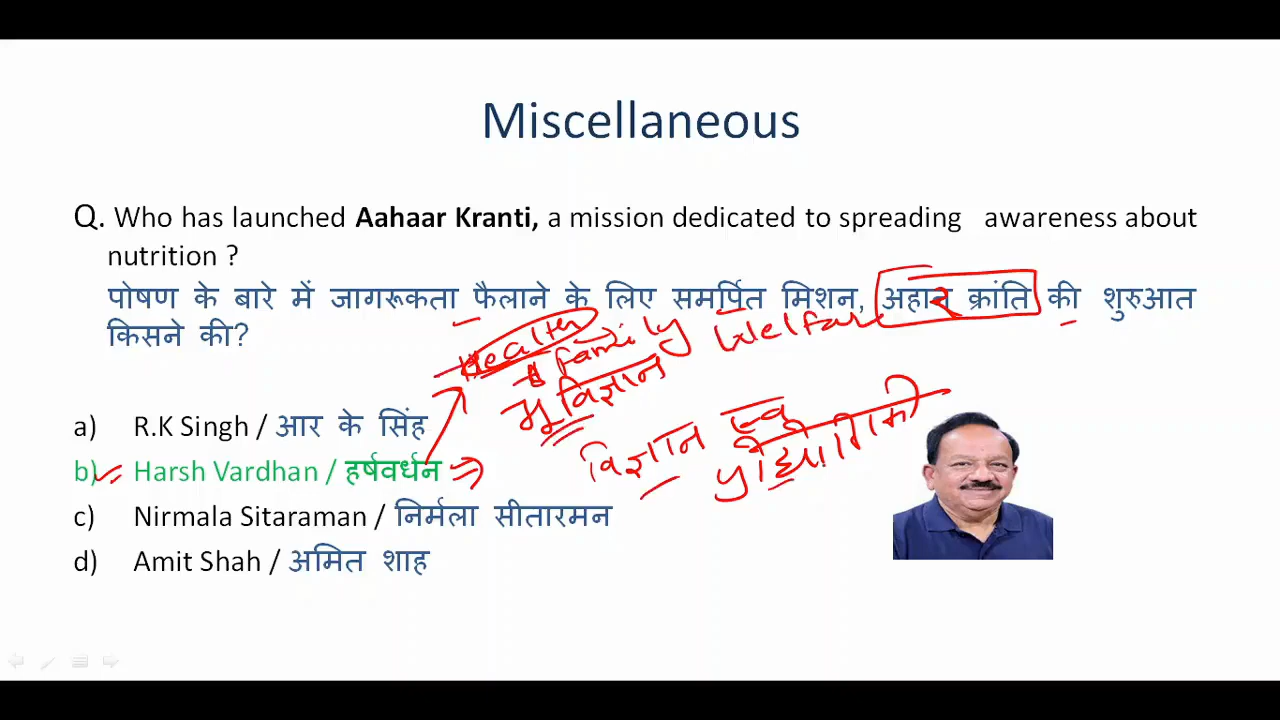 Miscellaneous
Q. Who has launched Aahaar Kranti, a mission dedicated to spreading awareness about
nutrition ?
पोषण के बारे में जागरूकता फैलाने के लिए समर्पित मिशन, अहान क्रांति की शुरुआत
र
किसने की?
Health
& family welfare
भू विज्ञान
विज्ञान एवं
a) R.K Singh / आर के सिंह
b) Harsh Vardhan / हर्षवर्धन
c) Nirmala Sitaraman / निर्मला सीतारमन
d) Amit Shah / अमित शाह